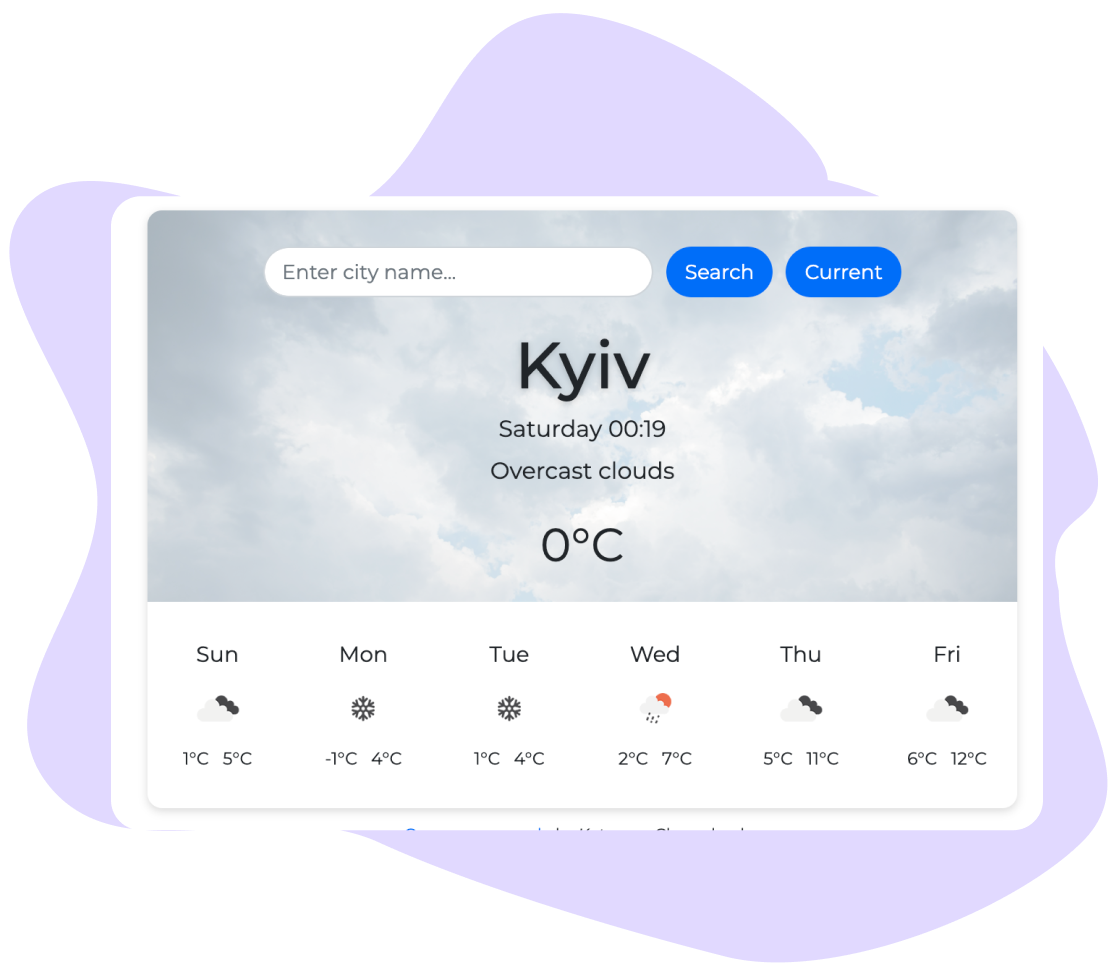 Enter city name... Search Current
Kyiv
Saturday 00:19
Overcast clouds
0°C
Sun Mon Tue Wed Thu Fri
1°C 5°C -1°C 4°C 1°C 4°C 2°C 7°C 5°C 11°C 6°C 12°C